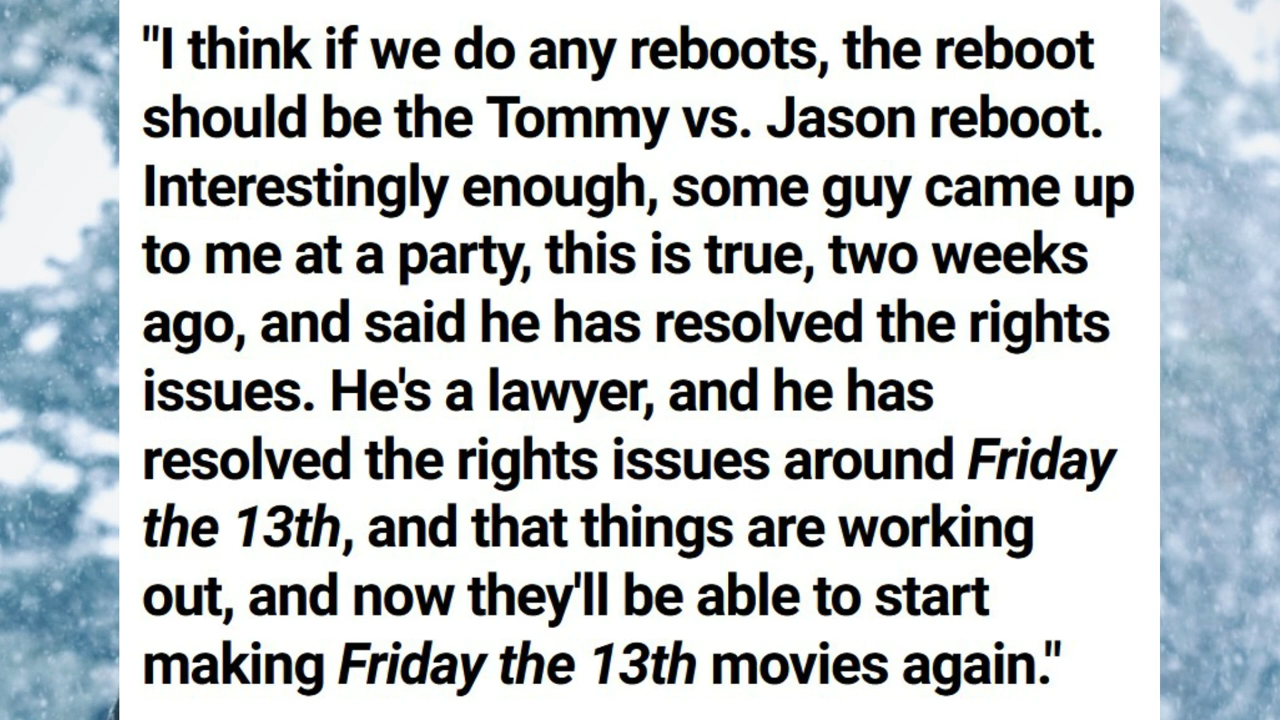 "I think if we do any reboots, the reboot
should be the Tommy vs. Jason reboot.
Interestingly enough, some guy came up
to me at a party, this is true, two weeks
ago, and said he has resolved the rights
issues. He's a lawyer, and he has
resolved the rights issues around Friday
the 13th, and that things are working
out, and now they'll be able to start
making Friday the 13th movies again."